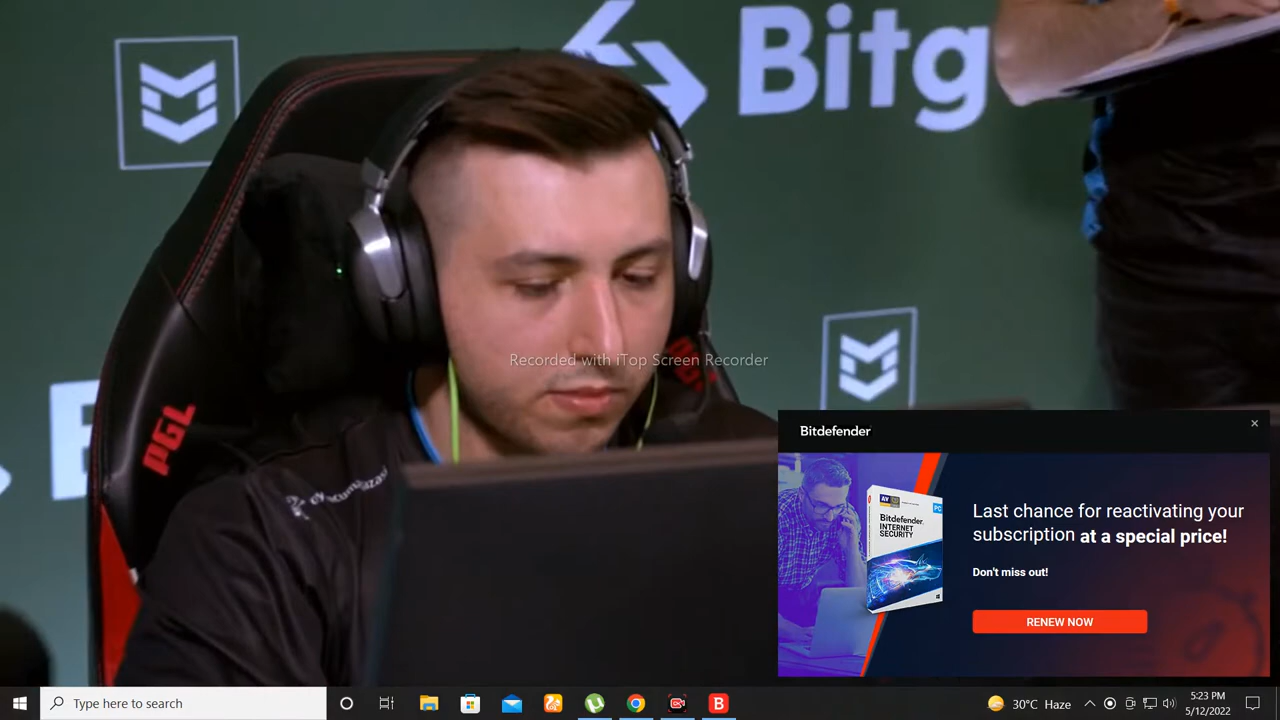 Bitg
PGL
Recorded with iTop Screen Recorder
Bitdefender
Bitdefender
INTERNET
SECURITY
PC
Last chance for reactivating your
subscription at a special price!
Don't miss out!
RENEW NOW
Type here to search
30°C Haze
5:23 PM
5/12/2022